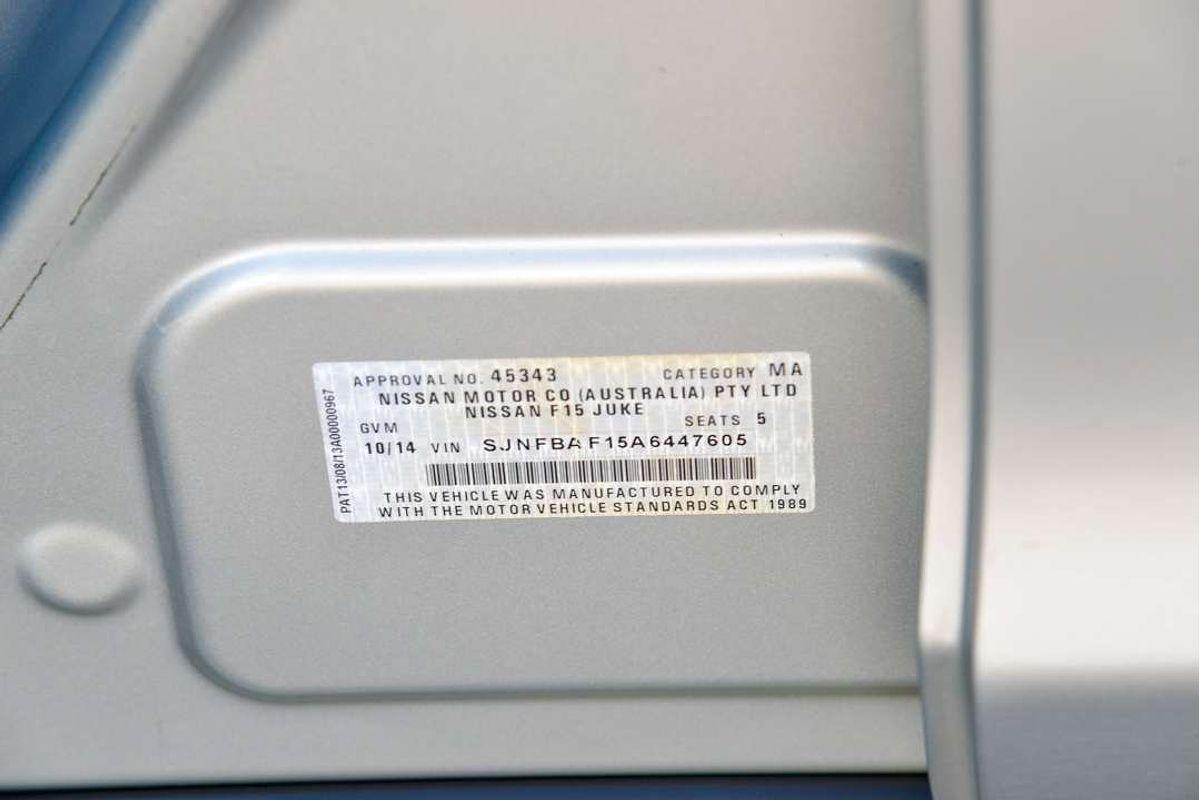 APPROVAL NO. 45343 CATEGORY MA
NISSAN MOTOR CO (AUSTRALIA) PTY LTD
NISSAN F15 JUKE
GVM SEATS 5
10/14 VIN SJNFBAF15A6447605
THIS VEHICLE WAS MANUFACTURED TO COMPLY
WITH THE MOTOR VEHICLE STANDARDS ACT 1989
PAT13/08/13A00000967